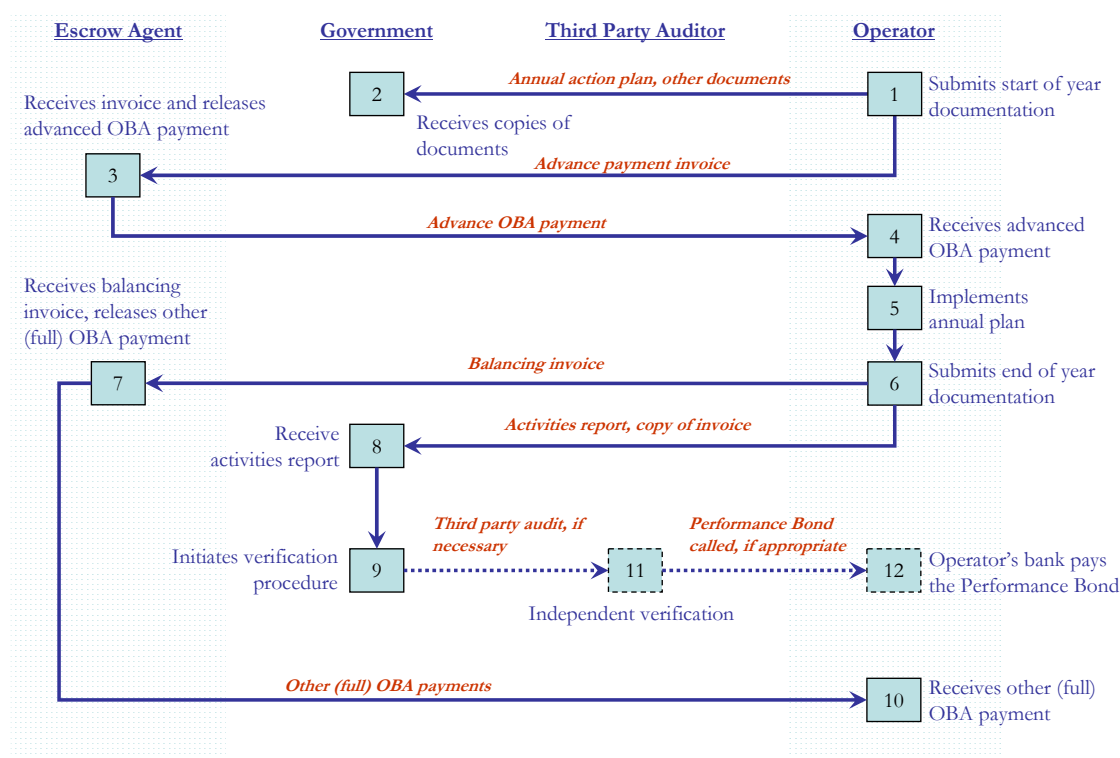 Escrow Agent
Government
Third Party Auditor
Operator
Annual action plan, other documents
2
1
Submits start of year
documentation
Receives invoice and releases
advanced OBA payment
Receives copies of
documents
Advance payment invoice
3
Advance OBA payment
4
Receives advanced
OBA payment
Receives balancing
invoice, releases other
(full) OBA payment
5
Implements
annual plan
Balancing invoice
7
6
Submits end of year
documentation
Activities report, copy of invoice
Receive
activities report
8
Third party audit, if
necessary
Performance Bond
called, if appropriate
Initiates verification
procedure
9
11
12
Operator's bank pays
the Performance Bond
Independent verification
Other (full) OBA payments
10
Receives other (full)
OBA payment